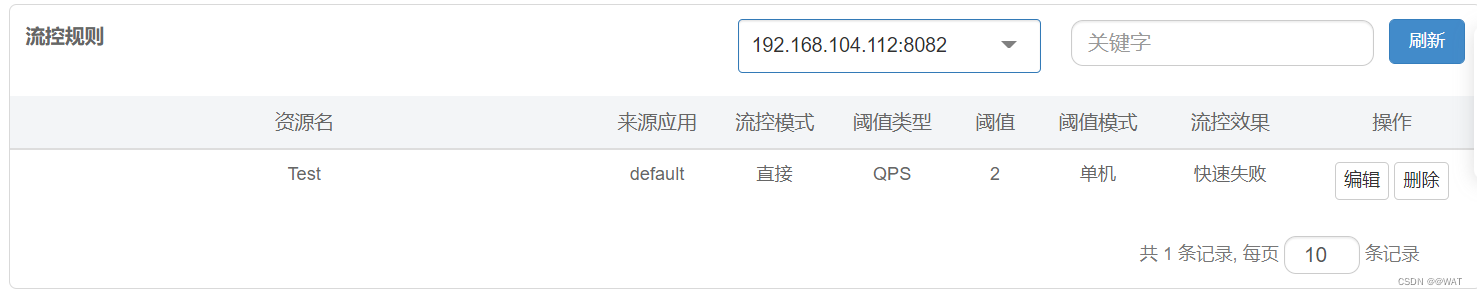 流控规则 192.168.104.112:8082 关键字 刷新
资源名 来源应用 流控模式 阈值类型 阈值 阈值模式 流控效果 操作
Test default 直接 QPS 2 单机 快速失败 编辑 删除
共 1 条记录, 每页 10 条记录
CSDN @@WAT